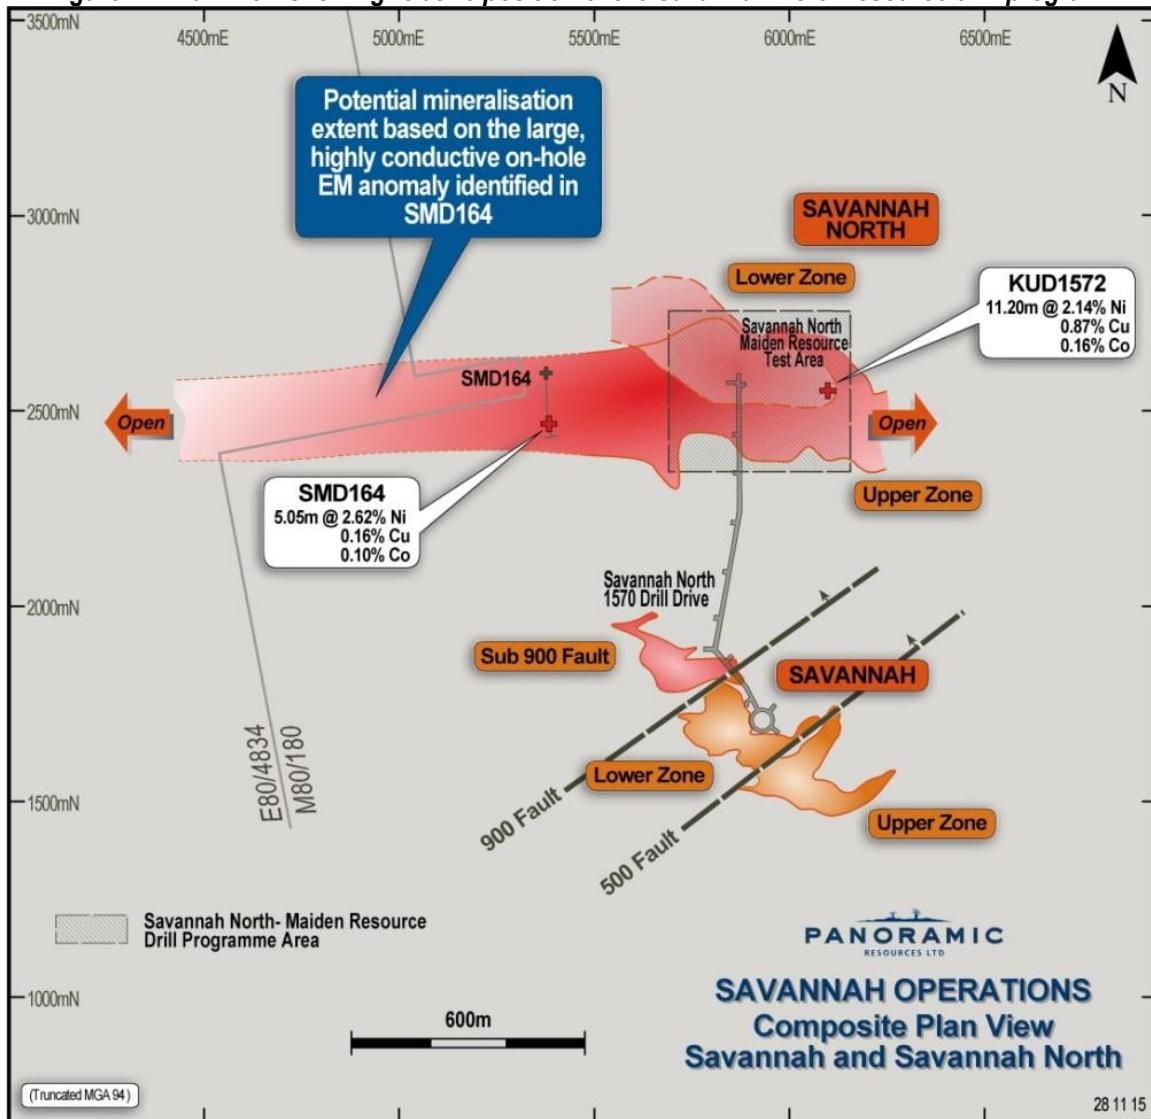 3500mN
4500mE 5000mE 5500mE 6000mE 6500mE
N
Potential mineralisation
extent based on the large,
highly conductive on-hole
EM anomaly identified in
SMD164
3000mN
SAVANNAH
NORTH
Lower Zone
KUD1572
11.20m @ 2.14% Ni
0.87% Cu
0.16% Co
Savannah North
Maiden Resource
Test Area
SMD164
2500mN
Open
Open
SMD164
5.05m @ 2.62% Ni
0.16% Cu
0.10% Co
Upper Zone
2000mN
Savannah North
1570 Drill Drive
Sub 900 Fault
SAVANNAH
E80/4834
M80/180
Lower Zone
1500mN
900 Fault
Upper Zone
500 Fault
Savannah North- Maiden Resource
Drill Programme Area
PANORAMIC
RESOURCES LTD
1000mN
600m
SAVANNAH OPERATIONS
Composite Plan View
Savannah and Savannah North
(Truncated MGA 94)
28 11 15